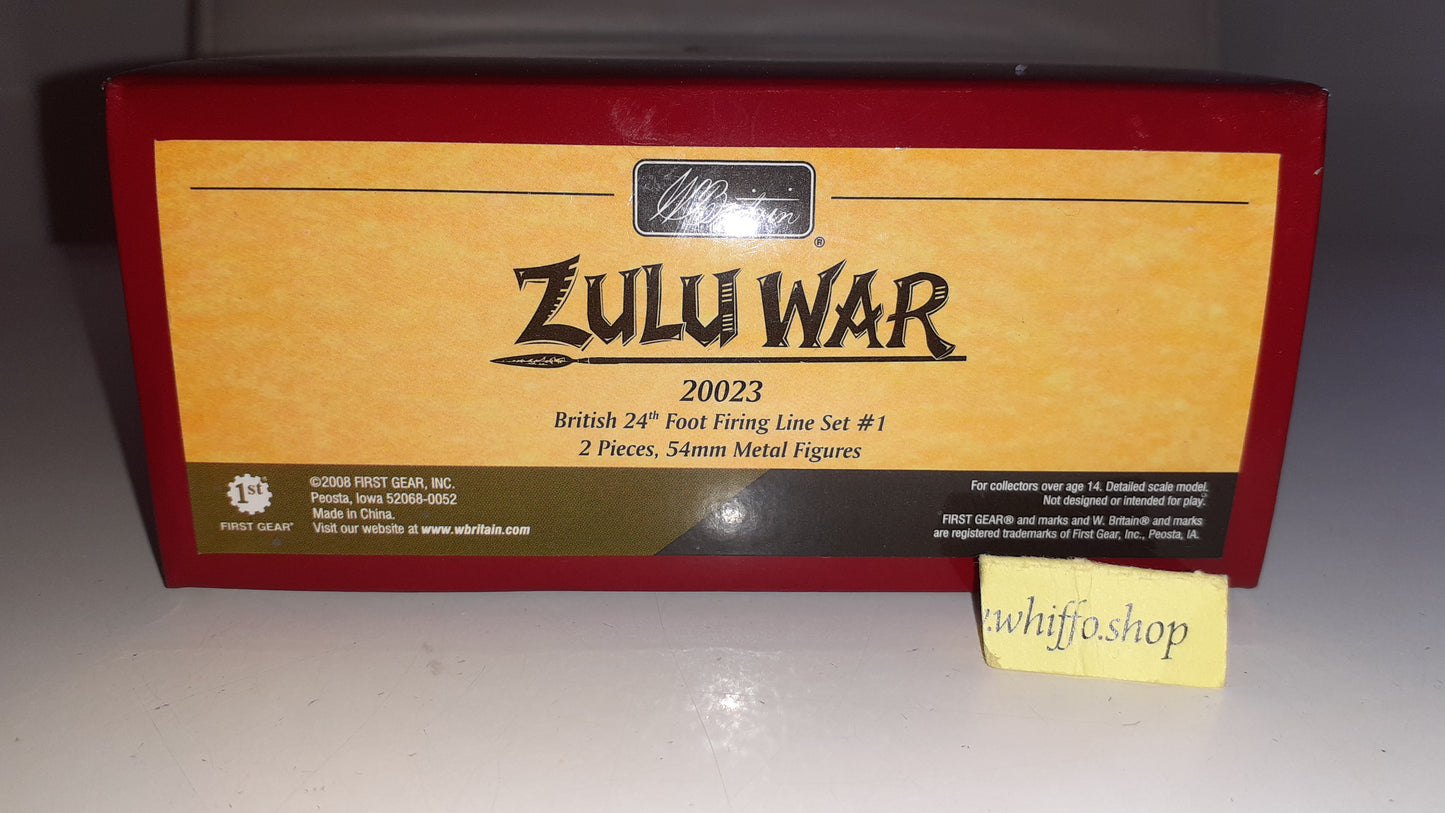 W. Britain
®
ZULU WAR
20023
British 24th Foot Firing Line Set #1
2 Pieces, 54mm Metal Figures
1st
FIRST GEAR®
©2008 FIRST GEAR, INC.
Peosta, Iowa 52068-0052
Made in China.
Visit our website at www.wbritain.com
For collectors over age 14. Detailed scale model.
Not designed or intended for play.
FIRST GEAR® and marks and W. Britain® and marks
are registered trademarks of First Gear, Inc., Peosta, IA.
.whiffo.shop